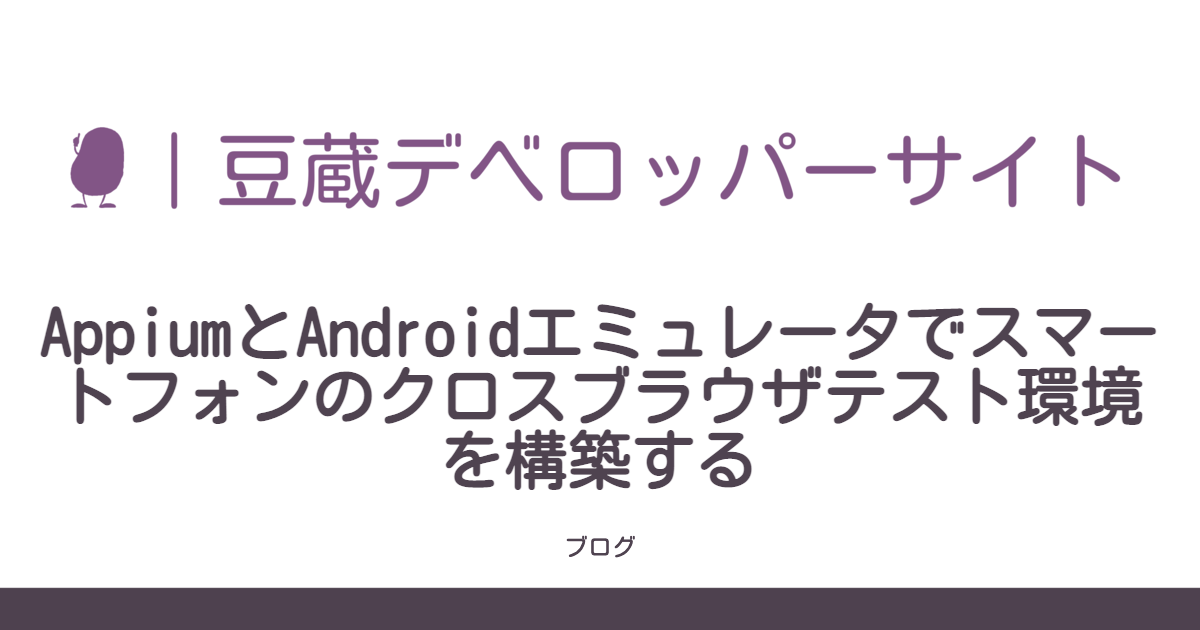 |豆蔵デベロッパーサイト
AppiumとAndroidエミュレータでスマー
トフォンのクロスブラウザテスト環境
を構築する
ブログ